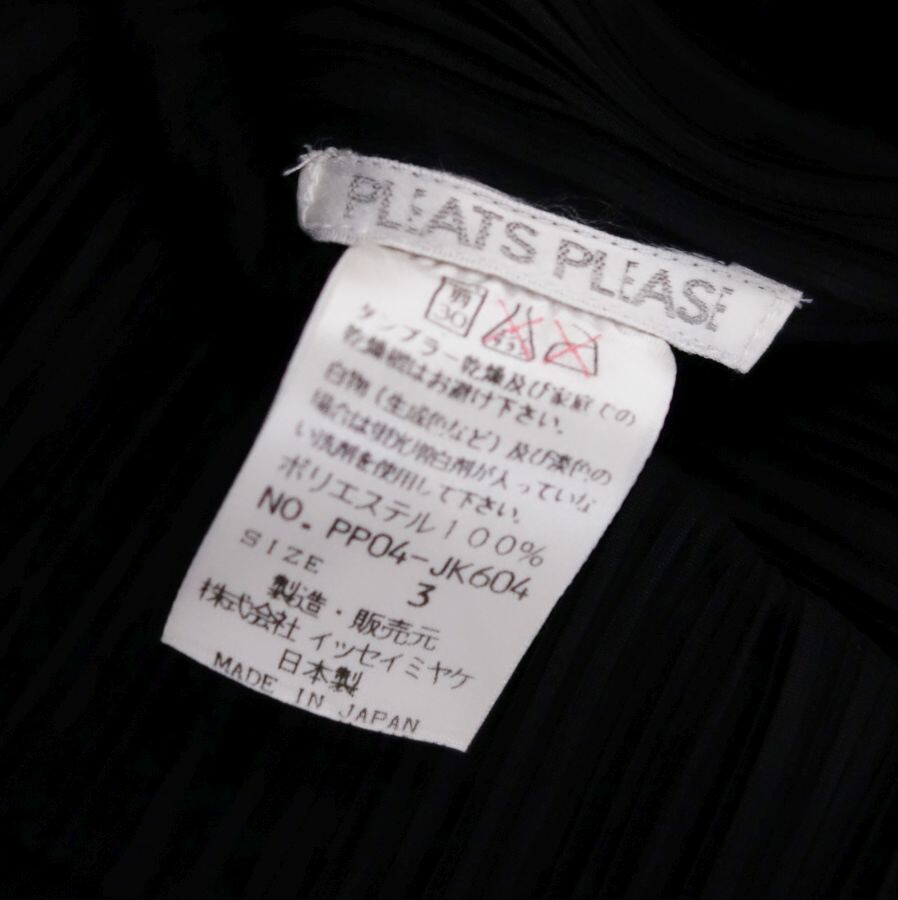 PLEATS PLEASE
弱
30
エンソ
タンブラー乾燥及び家庭での
乾燥機はお避け下さい。
白物(生成色など)及び淡色の
場合は蛍光増白剤が入っていな
い洗剤を使用して下さい。
ポリエステル100%
NO. PP04-JK604
SIZE 3
製造・販売元
株式会社 イッセイミヤケ
日本製
MADE IN JAPAN